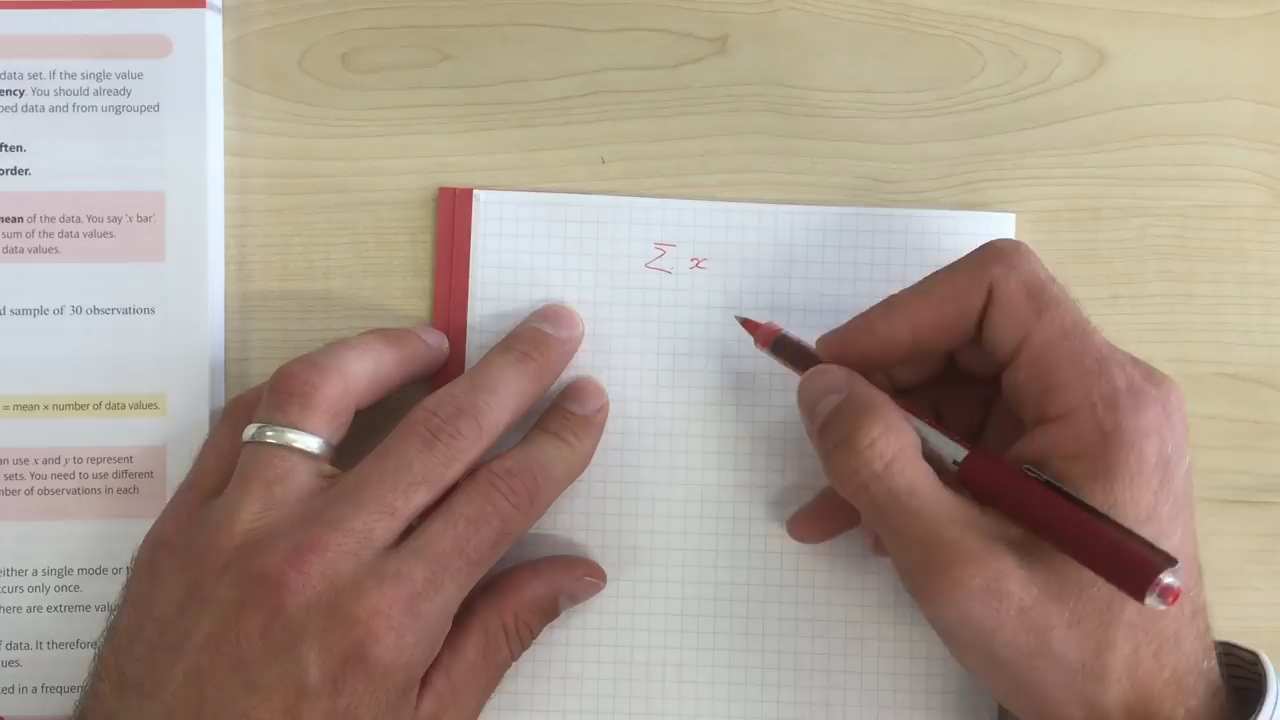 data set. If the single value
ency. You should already
ped data and from ungrouped
ften.
order.
mean of the data. You say 'x bar'.
sum of the data values.
data values.
d sample of 30 observations
= mean × number of data values.
an use x and y to represent
sets. You need to use different
mber of observations in each
either a single mode or
ccurs only once.
here are extreme valu
f data. It therefore
ues.
ted in a frequen
Σ x